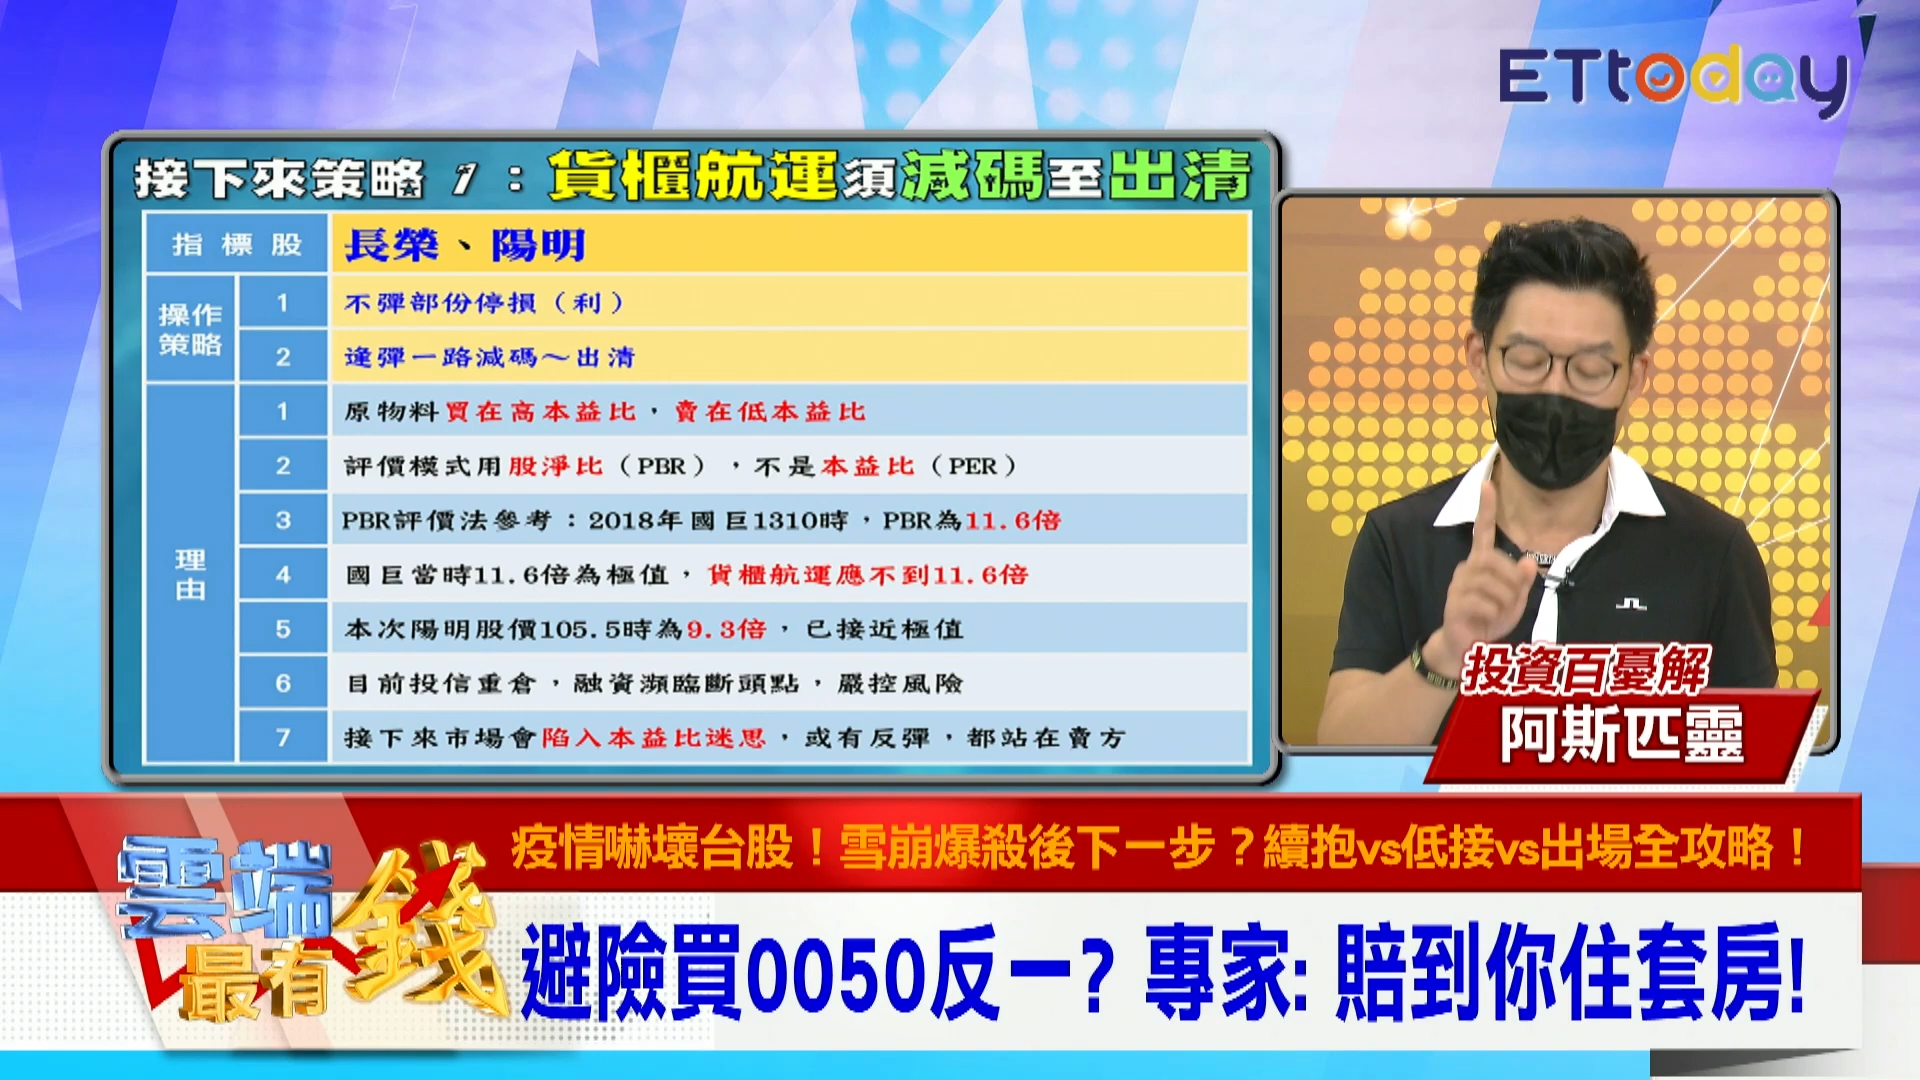 ETtoday
接下來策略 1：貨櫃航運須減碼至出清
指標股 長榮、陽明
操作策略
1 不彈部份停損（利）
2 逢彈一路減碼～出清
理由
1 原物料買在高本益比，賣在低本益比
2 評價模式用股淨比（PBR），不是本益比（PER）
3 PBR評價法參考：2018年國巨1310時，PBR為11.6倍
4 國巨當時11.6倍為極值，貨櫃航運應不到11.6倍
5 本次陽明股價105.5時為9.3倍，已接近極值
6 目前投信重倉，融資瀕臨斷頭點，嚴控風險
7 接下來市場會陷入本益比迷思，或有反彈，都站在賣方
投資百憂解
阿斯匹靈
疫情嚇壞台股！雪崩爆殺後下一步？續抱vs低接vs出場全攻略！
雲端最有錢
避險買0050反一? 專家: 賠到你住套房!